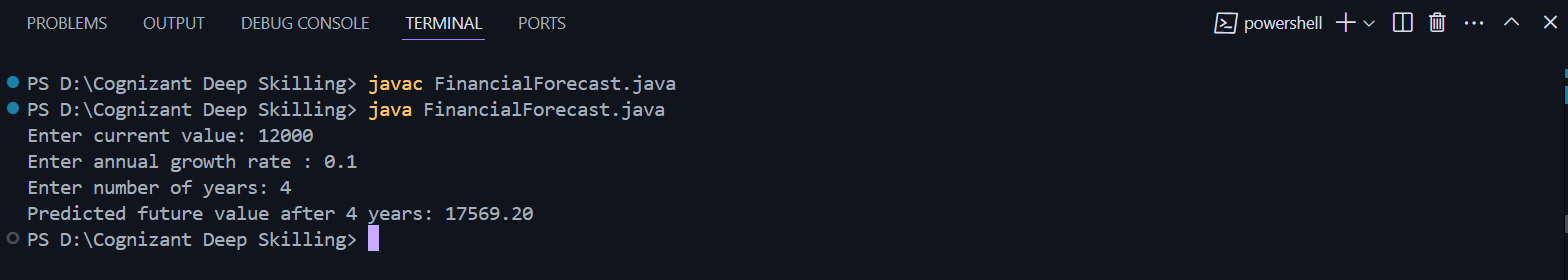 PROBLEMS OUTPUT DEBUG CONSOLE TERMINAL PORTS powershell
PS D:\Cognizant Deep Skilling> javac FinancialForecast.java
PS D:\Cognizant Deep Skilling> java FinancialForecast.java
Enter current value: 12000
Enter annual growth rate : 0.1
Enter number of years: 4
Predicted future value after 4 years: 17569.20
PS D:\Cognizant Deep Skilling>